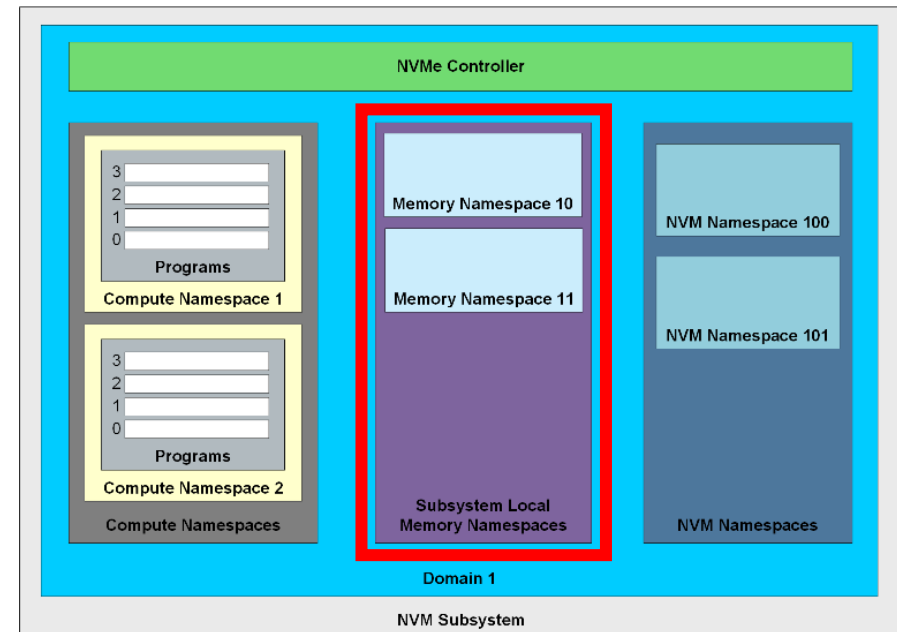 NVMe Controller
3
2
1
0
Programs
Compute Namespace 1
3
2
1
0
Programs
Compute Namespace 2
Compute Namespaces
Memory Namespace 10
Memory Namespace 11
Subsystem Local
Memory Namespaces
NVM Namespace 100
NVM Namespace 101
NVM Namespaces
Domain 1
NVM Subsystem